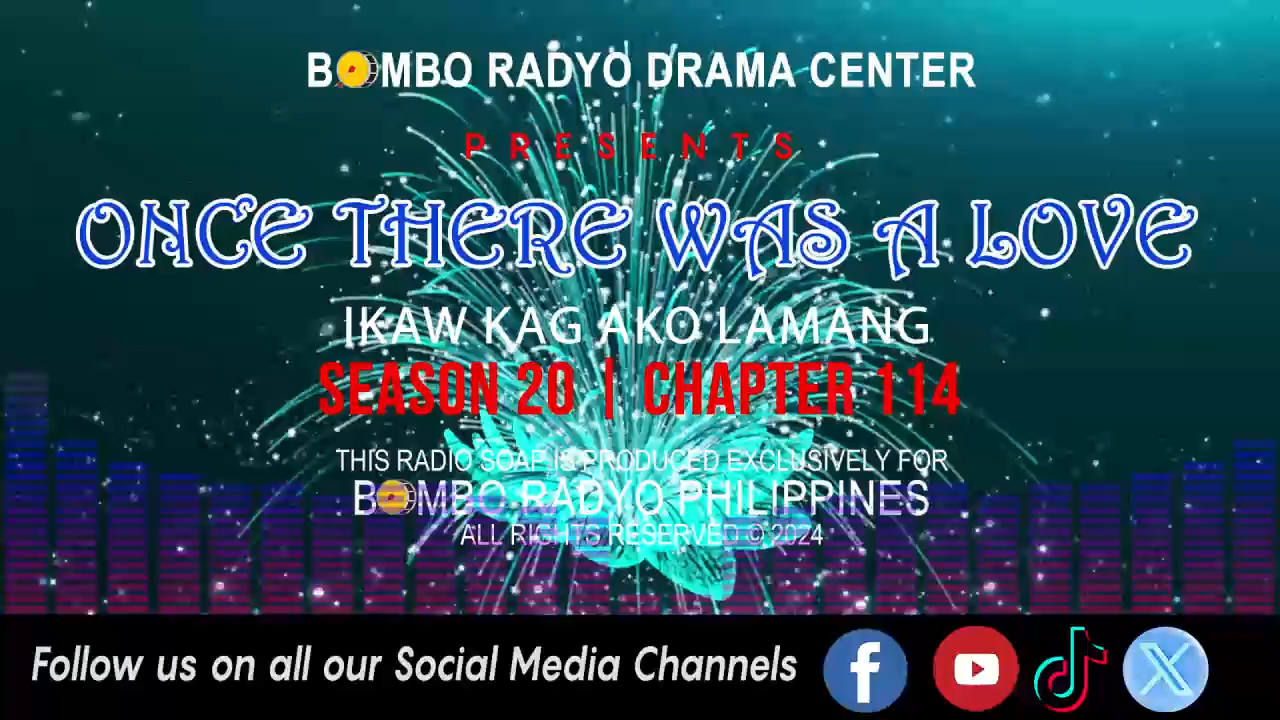 BOMBO RADYO DRAMA CENTER
PRESENTS
ONCE THERE WAS A LOVE
IKAW KAG AKO LAMANG
SEASON 20 | CHAPTER 114
THIS RADIO SOAP IS PRODUCED EXCLUSIVELY FOR
BOMBO RADYO PHILIPPINES
ALL RIGHTS RESERVED © 2024
Follow us on all our Social Media Channels